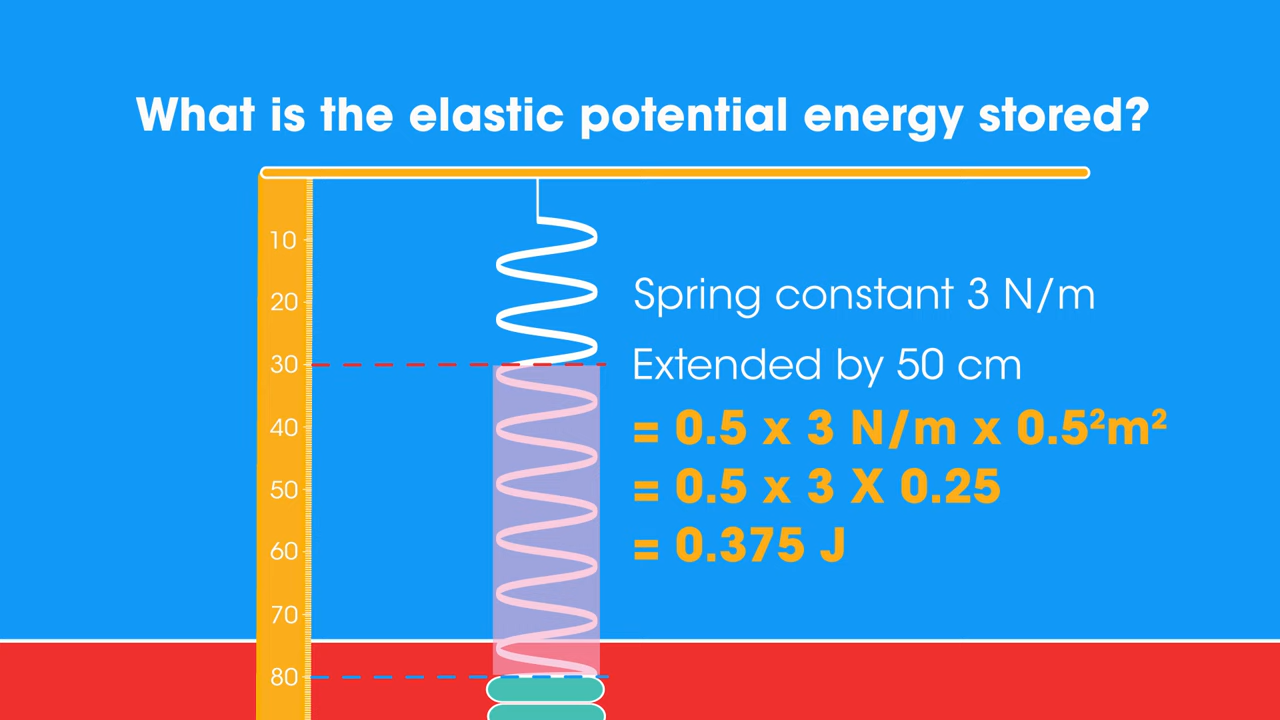 What is the elastic potential energy stored?
10
20
30
40
50
60
70
80
Spring constant 3 N/m
Extended by 50 cm
= 0.5 x 3 N/m x 0.5²m²
= 0.5 x 3 X 0.25
= 0.375 J